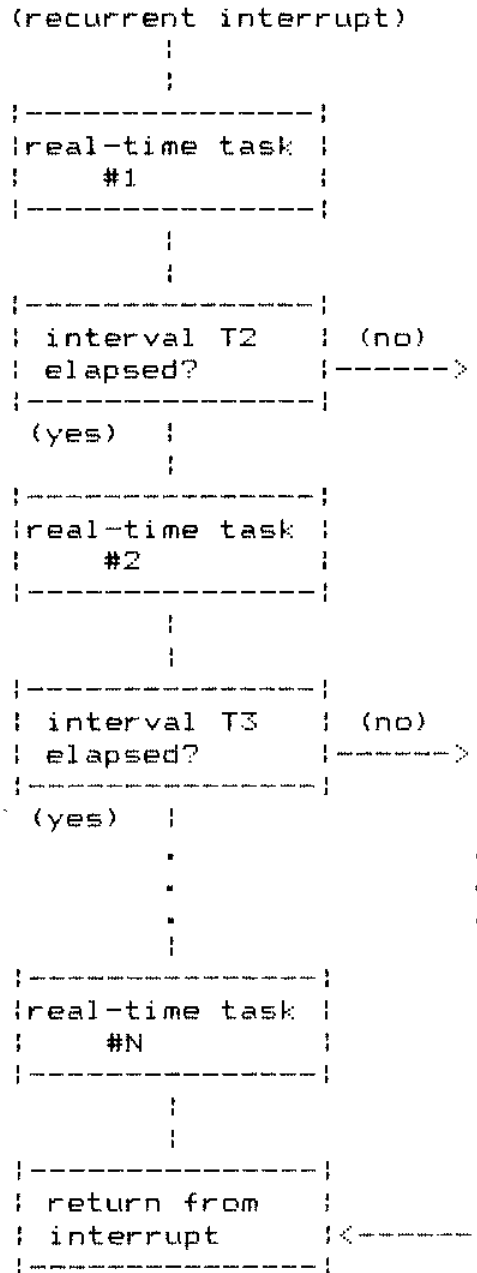 (recurrent interrupt)
real-time task
#1
interval T2 (no)
elapsed?
(yes)
real-time task
#2
interval T3 (no)
elapsed?
(yes)
real-time task
#N
return from
interrupt